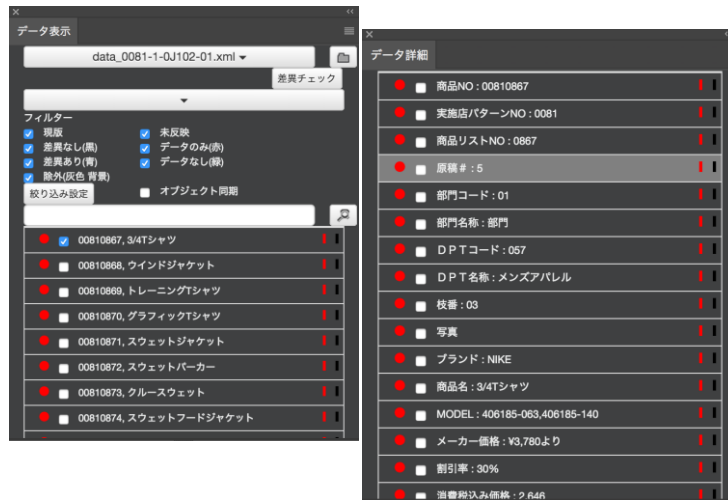 データ表示
data_0081-1-0J102-01.xml
差異チェック
フィルター
現版
未反映
差異なし(黒)
データのみ(赤)
差異あり(青)
データなし(緑)
除外(灰色 背景)
絞り込み設定
オブジェクト同期
00810867, 3/4Tシャツ
00810868, ウインドジャケット
00810869, トレーニングTシャツ
00810870, グラフィックTシャツ
00810871, スウェットジャケット
00810872, スウェットパーカー
00810873, クルースウェット
00810874, スウェットフードジャケット
データ詳細
商品NO : 00810867
実施店パターンNO : 0081
商品リストNO : 0867
原稿＃ : 5
部門コード : 01
部門名称 : 部門
ＤＰＴコード : 057
ＤＰＴ名称 : メンズアパレル
枝番 : 03
写真
ブランド : NIKE
商品名 : 3/4Tシャツ
MODEL : 406185-063,406185-140
メーカー価格 : ¥3,780より
割引率 : 30%
消費税込み価格 : 2,646